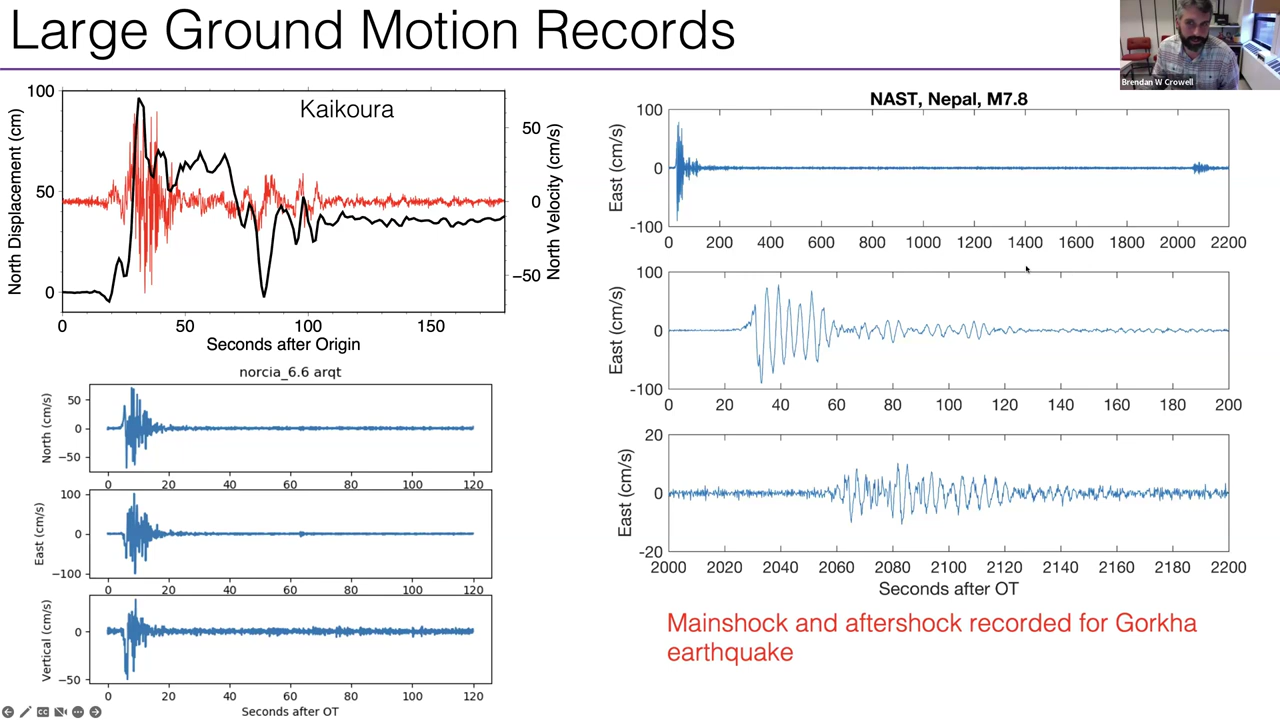 Large Ground Motion Records
Brendan W Crowell
Kaikoura
North Displacement (cm)
100
50
0
North Velocity (cm/s)
50
0
−50
0 50 100 150
Seconds after Origin
norcia_6.6 arqt
North (cm/s)
50
0
−50
0 20 40 60 80 100 120
East (cm/s)
100
0
−100
0 20 40 60 80 100 120
Vertical (cm/s)
0
−50
0 20 40 60 80 100 120
Seconds after OT
NAST, Nepal, M7.8
East (cm/s)
100
0
-100
0 200 400 600 800 1000 1200 1400 1600 1800 2000 2200
East (cm/s)
100
0
-100
0 20 40 60 80 100 120 140 160 180 200
East (cm/s)
20
0
-20
2000 2020 2040 2060 2080 2100 2120 2140 2160 2180 2200
Seconds after OT
Mainshock and aftershock recorded for Gorkha
earthquake
CC